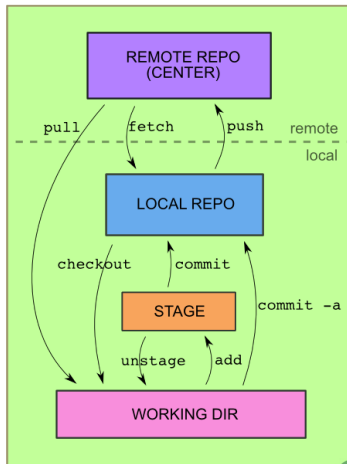 REMOTE REPO
(CENTER)
pull
fetch
push
remote
local
LOCAL REPO
checkout
commit
commit -a
STAGE
unstage
add
WORKING DIR